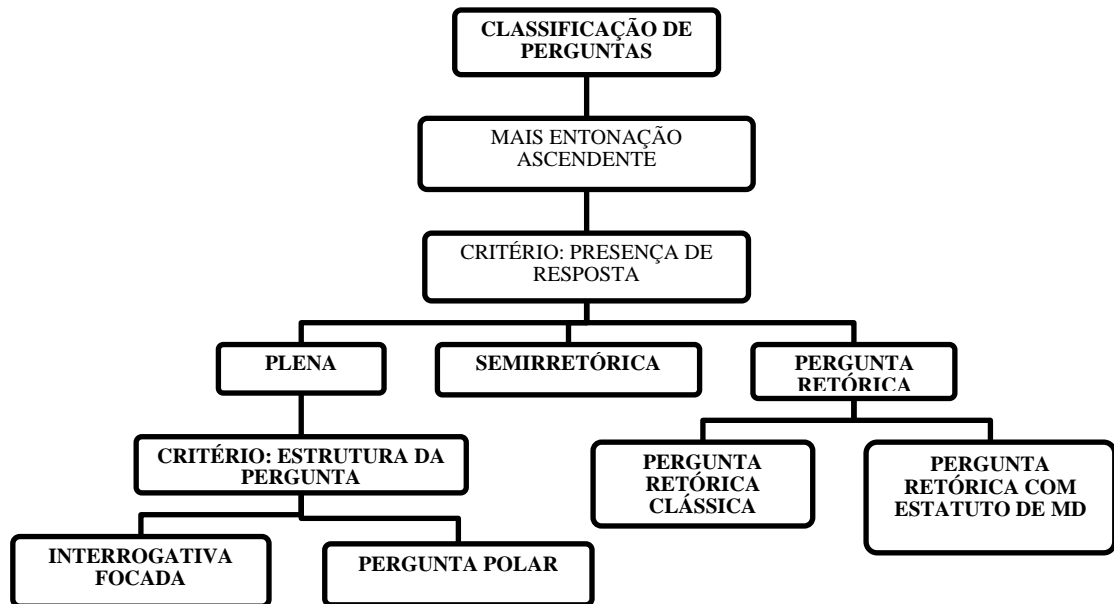 CLASSIFICAÇÃO DE
PERGUNTAS
MAIS ENTONAÇÃO
ASCENDENTE
CRITÉRIO: PRESENÇA DE
RESPOSTA
PLENA
SEMIRRETÓRICA
PERGUNTA
RETÓRICA
CRITÉRIO: ESTRUTURA DA
PERGUNTA
PERGUNTA
RETÓRICA
CLÁSSICA
PERGUNTA
RETÓRICA COM
ESTATUTO DE MD
INTERROGATIVA
FOCADA
PERGUNTA POLAR